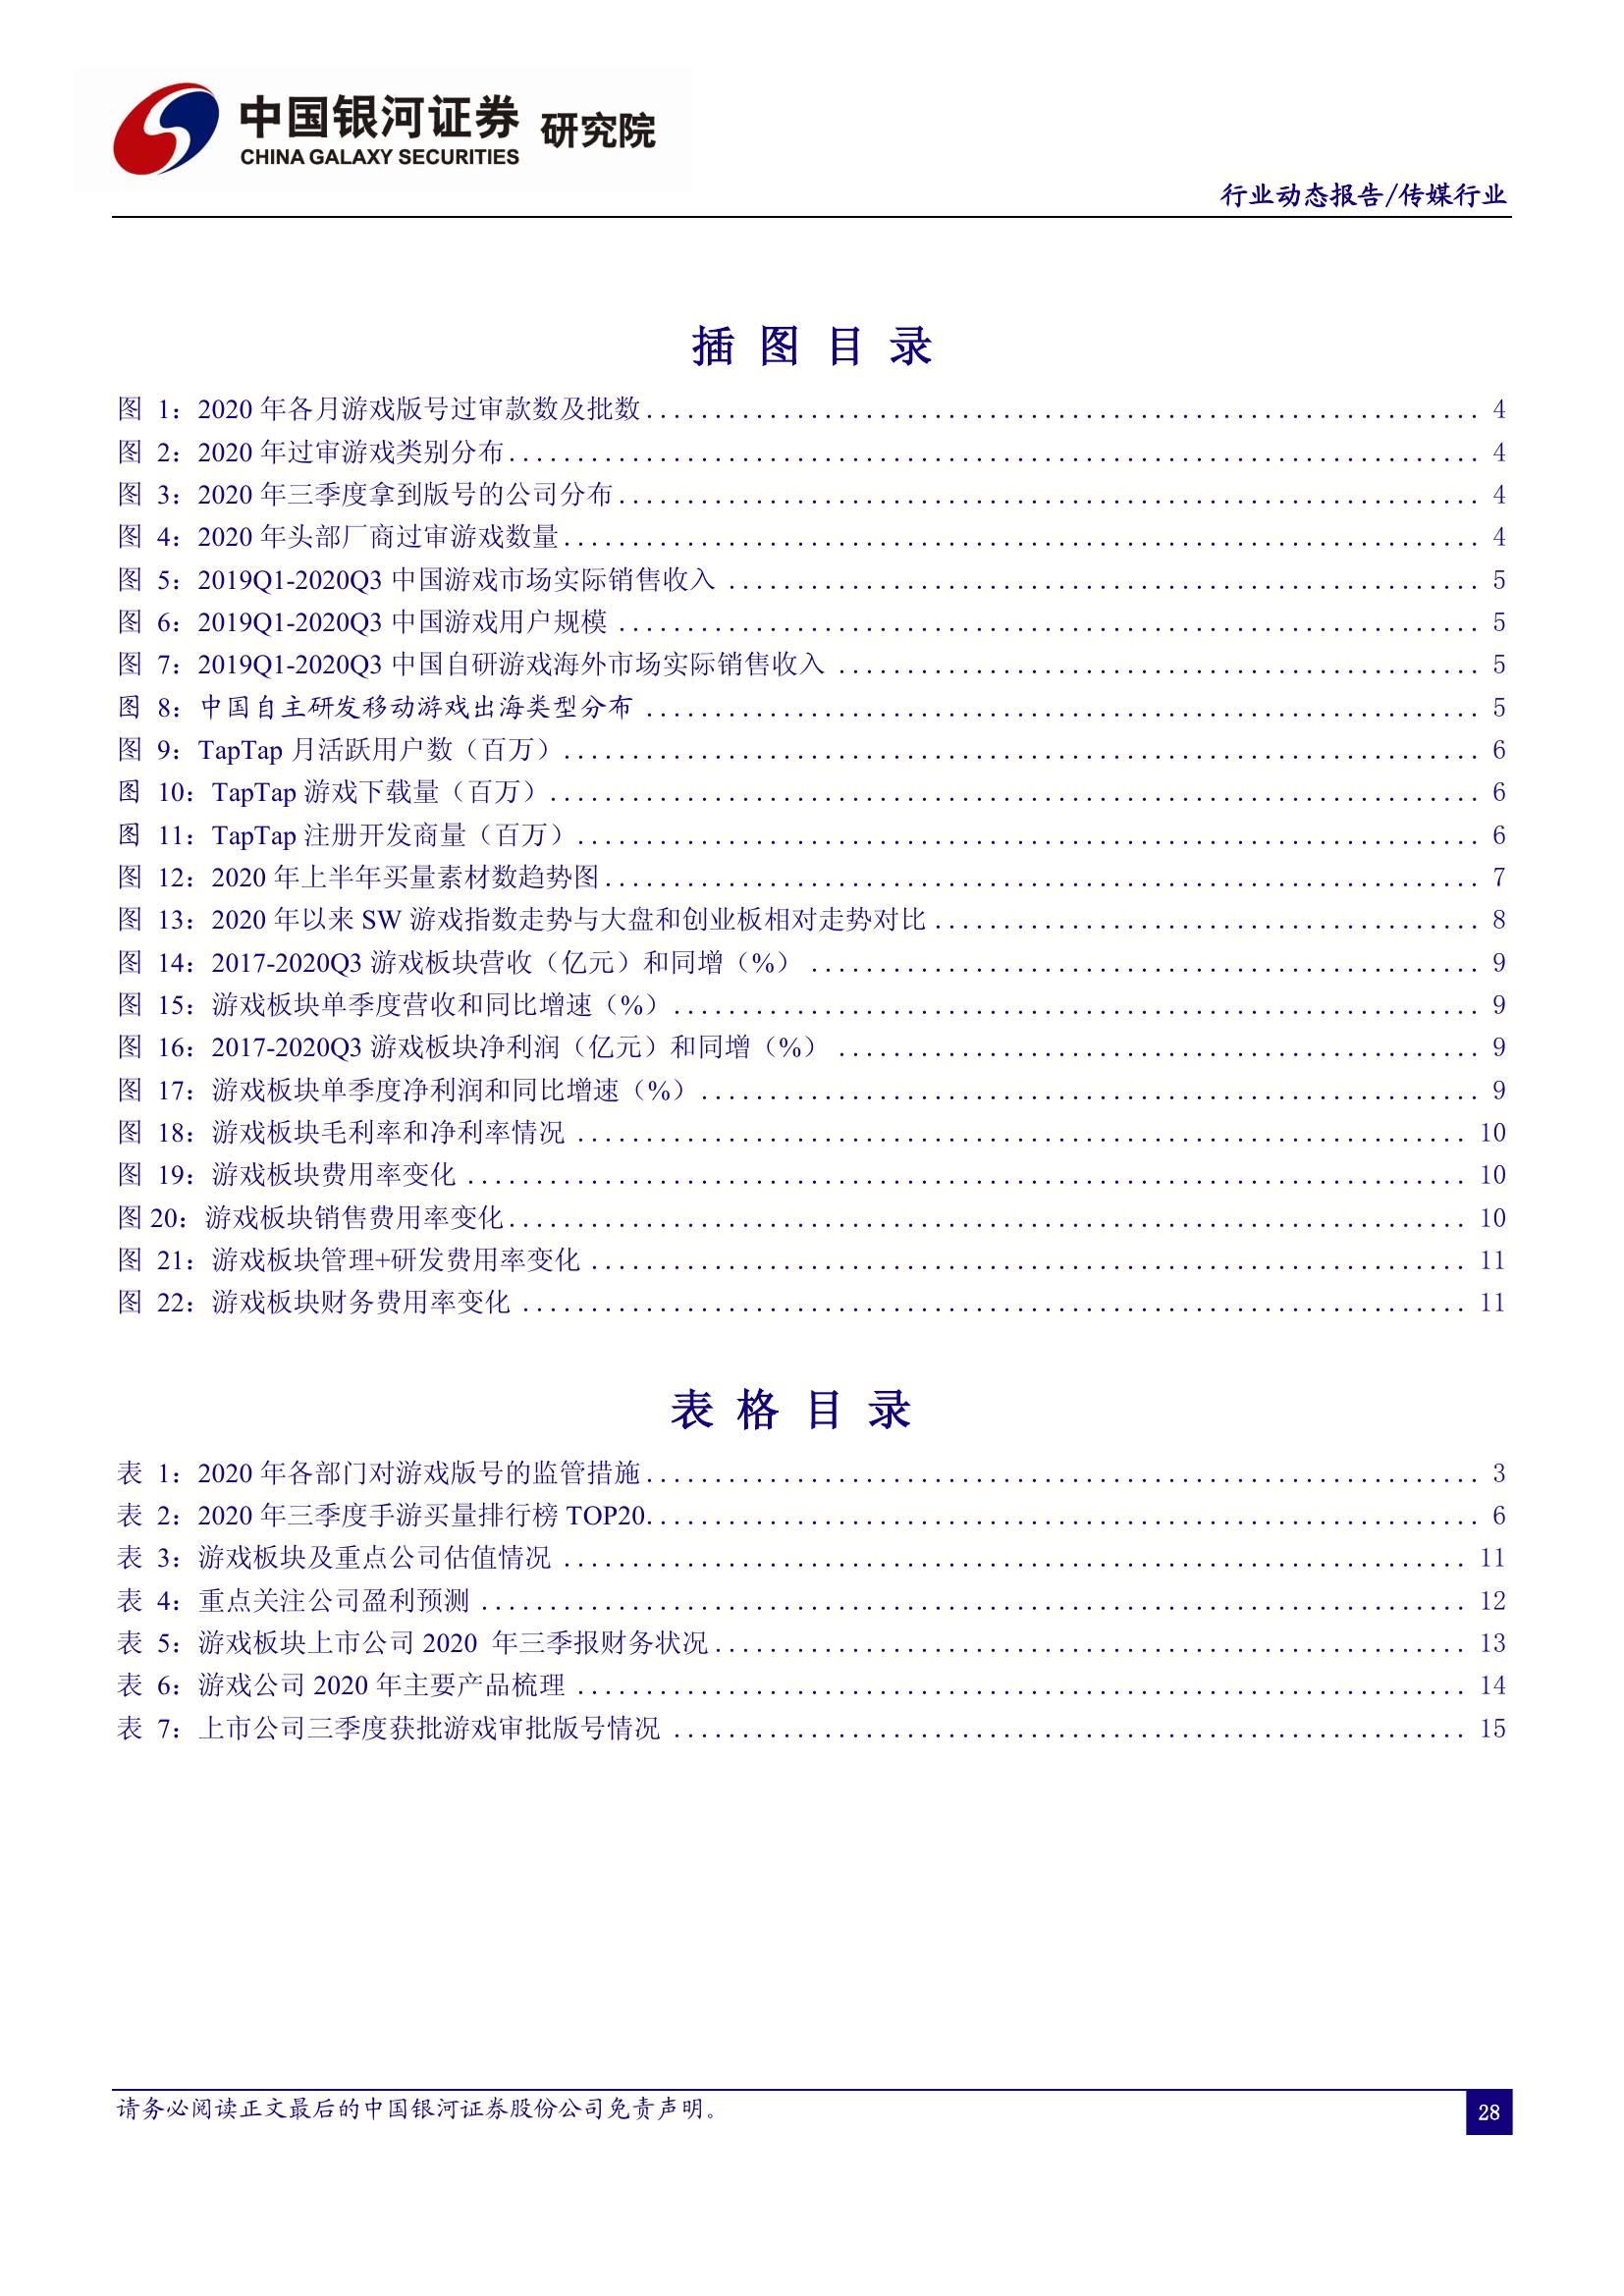 中国银河证券 研究院
CHINA GALAXY SECURITIES
行业动态报告/传媒行业
插 图 目 录
图 1：2020 年各月游戏版号过审款数及批数........................................ 4
图 2：2020 年过审游戏类别分布........................................ 4
图 3：2020 年三季度拿到版号的公司分布........................................ 4
图 4：2020 年头部厂商过审游戏数量........................................ 4
图 5：2019Q1-2020Q3 中国游戏市场实际销售收入 ........................................ 5
图 6：2019Q1-2020Q3 中国游戏用户规模 ........................................ 5
图 7：2019Q1-2020Q3 中国自研游戏海外市场实际销售收入 ........................................ 5
图 8：中国自主研发移动游戏出海类型分布 ........................................ 5
图 9：TapTap 月活跃用户数（百万）........................................ 6
图 10：TapTap 游戏下载量（百万）........................................ 6
图 11：TapTap 注册开发商量（百万）........................................ 6
图 12：2020 年上半年买量素材数趋势图........................................ 7
图 13：2020 年以来 SW 游戏指数走势与大盘和创业板相对走势对比........................................ 8
图 14：2017-2020Q3 游戏板块营收（亿元）和同增（%） ........................................ 9
图 15：游戏板块单季度营收和同比增速（%）........................................ 9
图 16：2017-2020Q3 游戏板块净利润（亿元）和同增（%） ........................................ 9
图 17：游戏板块单季度净利润和同比增速（%）........................................ 9
图 18：游戏板块毛利率和净利率情况 ........................................ 10
图 19：游戏板块费用率变化 ........................................ 10
图 20：游戏板块销售费用率变化........................................ 10
图 21：游戏板块管理+研发费用率变化 ........................................ 11
图 22：游戏板块财务费用率变化 ........................................ 11
表 格 目 录
表 1：2020 年各部门对游戏版号的监管措施........................................ 3
表 2：2020 年三季度手游买量排行榜 TOP20........................................ 6
表 3：游戏板块及重点公司估值情况 ........................................ 11
表 4：重点关注公司盈利预测 ........................................ 12
表 5：游戏板块上市公司 2020 年三季报财务状况........................................ 13
表 6：游戏公司 2020 年主要产品梳理 ........................................ 14
表 7：上市公司三季度获批游戏审批版号情况 ........................................ 15
请务必阅读正文最后的中国银河证券股份公司免责声明。
28